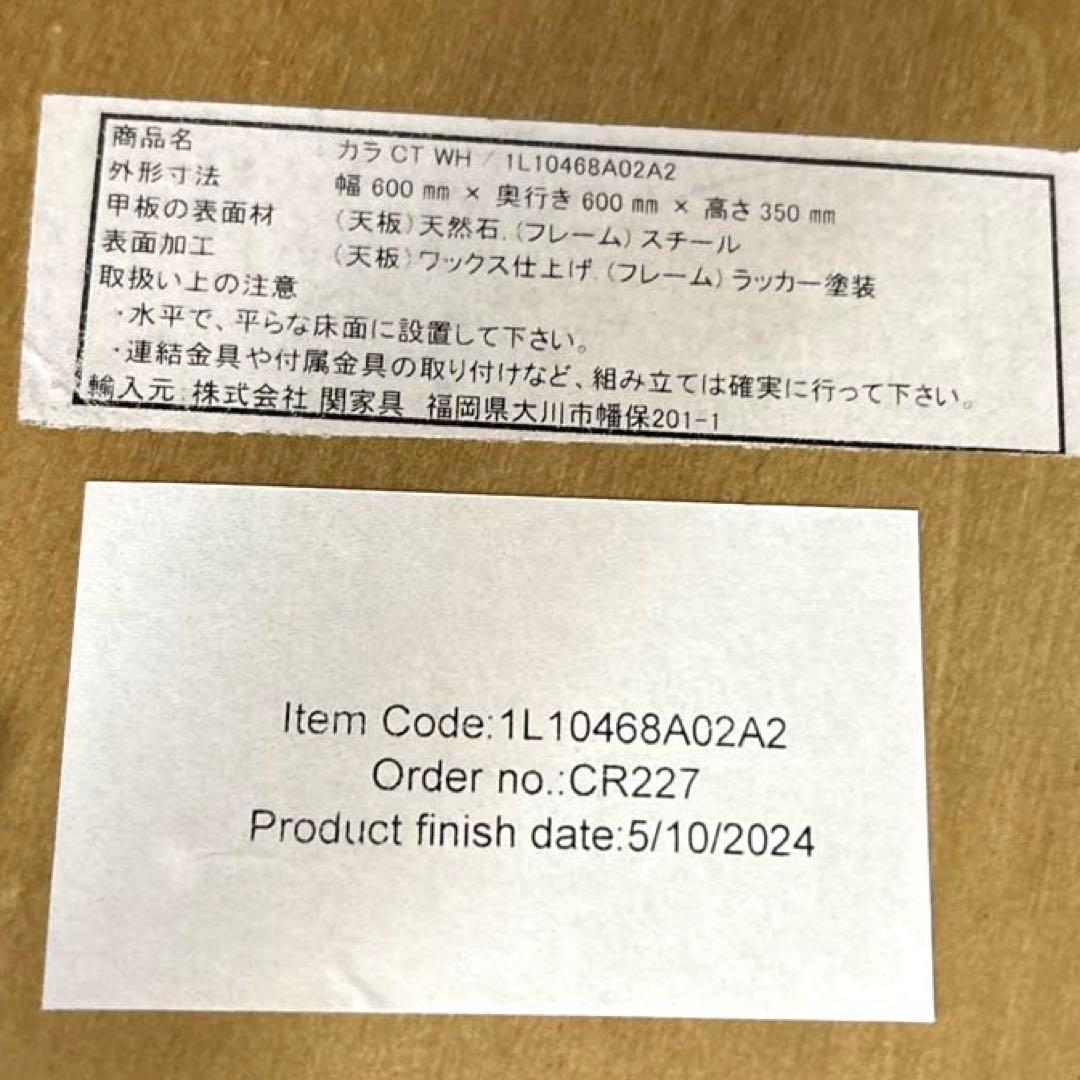 商品名 カラCT WH / 1L10468A02A2
外形寸法 幅 600 mm × 奥行き 600 mm × 高さ 350 mm
甲板の表面材 (天板)天然石,(フレーム)スチール
表面加工 (天板)ワックス仕上げ,(フレーム)ラッカー塗装
取扱い上の注意
・水平で、平らな床面に設置して下さい。
・連結金具や付属金具の取り付けなど、組み立ては確実に行って下さい。
輸入元:株式会社 関家具 福岡県大川市幡保201-1
Item Code:1L10468A02A2
Order no.:CR227
Product finish date:5/10/2024